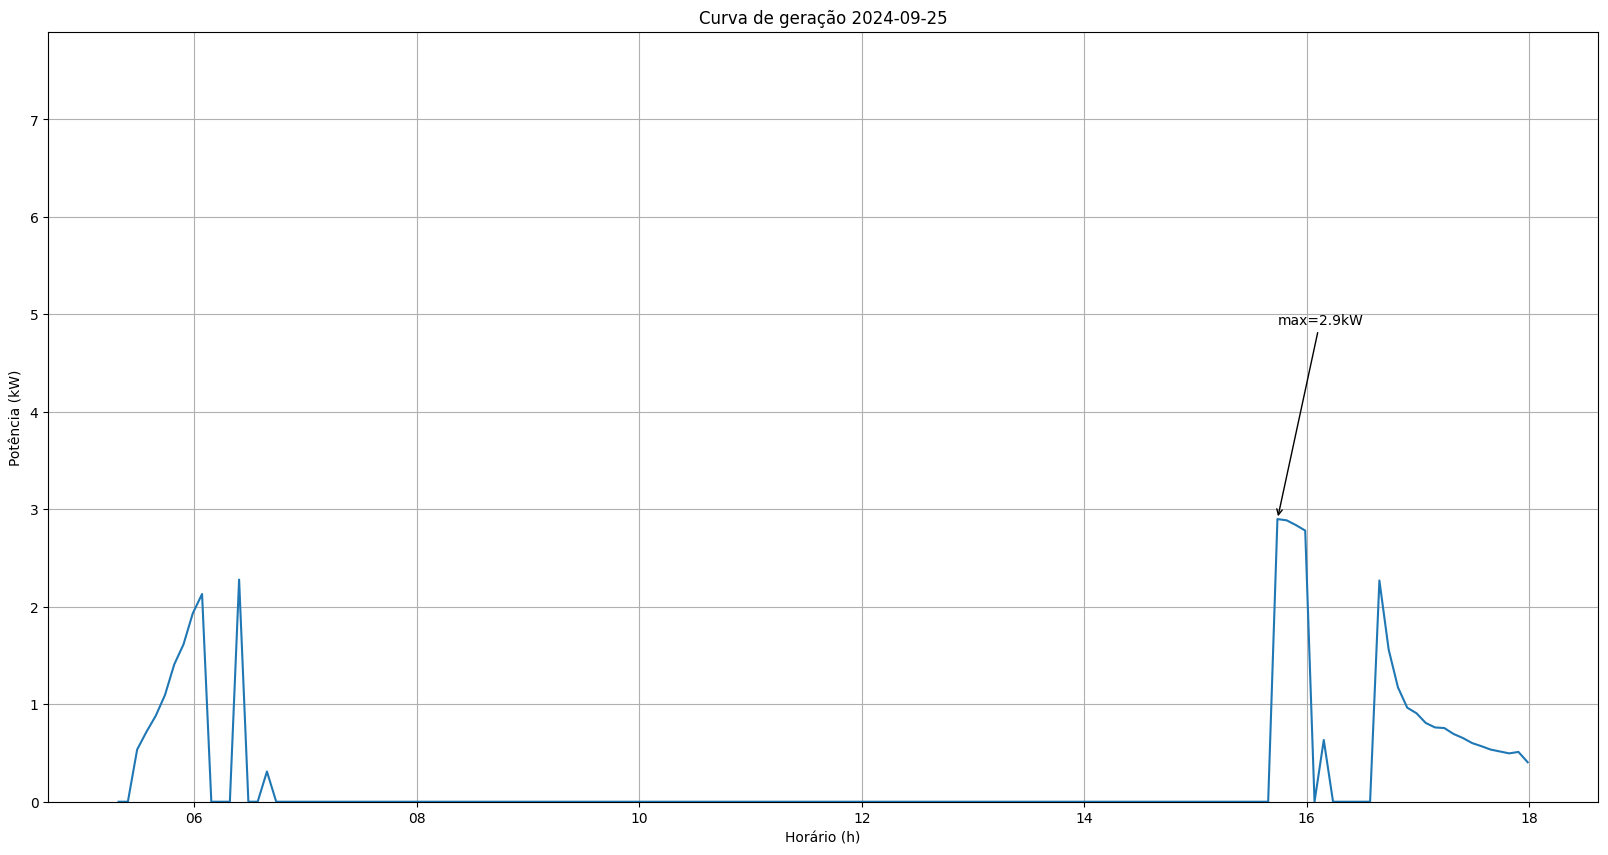 Curva de geração 2024-09-25
7
6
5
max=2.9kW
4
Potência (kW)
3
2
1
0
06 08 10 12 14 16 18
Horário (h)